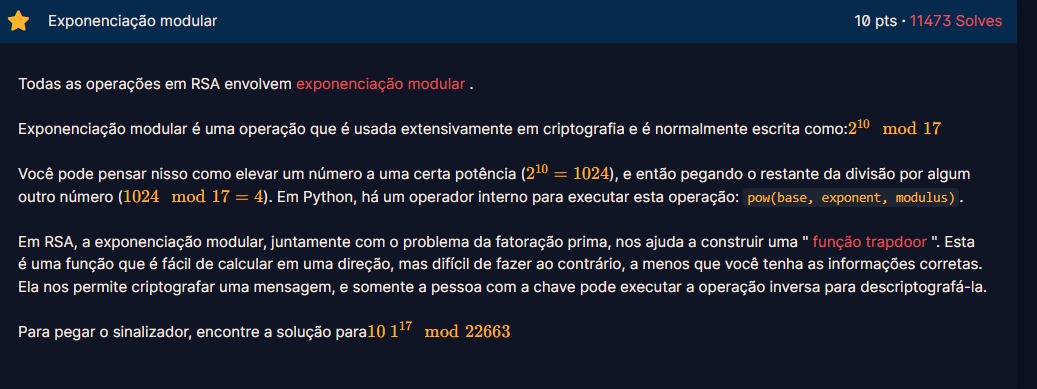 Exponenciação modular 10 pts · 11473 Solves
Todas as operações em RSA envolvem exponenciação modular .
Exponenciação modular é uma operação que é usada extensivamente em criptografia e é normalmente escrita como:2^10 mod 17
Você pode pensar nisso como elevar um número a uma certa potência (2^10 = 1024), e então pegando o restante da divisão por algum
outro número (1024 mod 17 = 4). Em Python, há um operador interno para executar esta operação: pow(base, exponent, modulus) .
Em RSA, a exponenciação modular, juntamente com o problema da fatoração prima, nos ajuda a construir uma " função trapdoor ". Esta
é uma função que é fácil de calcular em uma direção, mas difícil de fazer ao contrário, a menos que você tenha as informações corretas.
Ela nos permite criptografar uma mensagem, e somente a pessoa com a chave pode executar a operação inversa para descriptografá-la.
Para pegar o sinalizador, encontre a solução para10 1^17 mod 22663